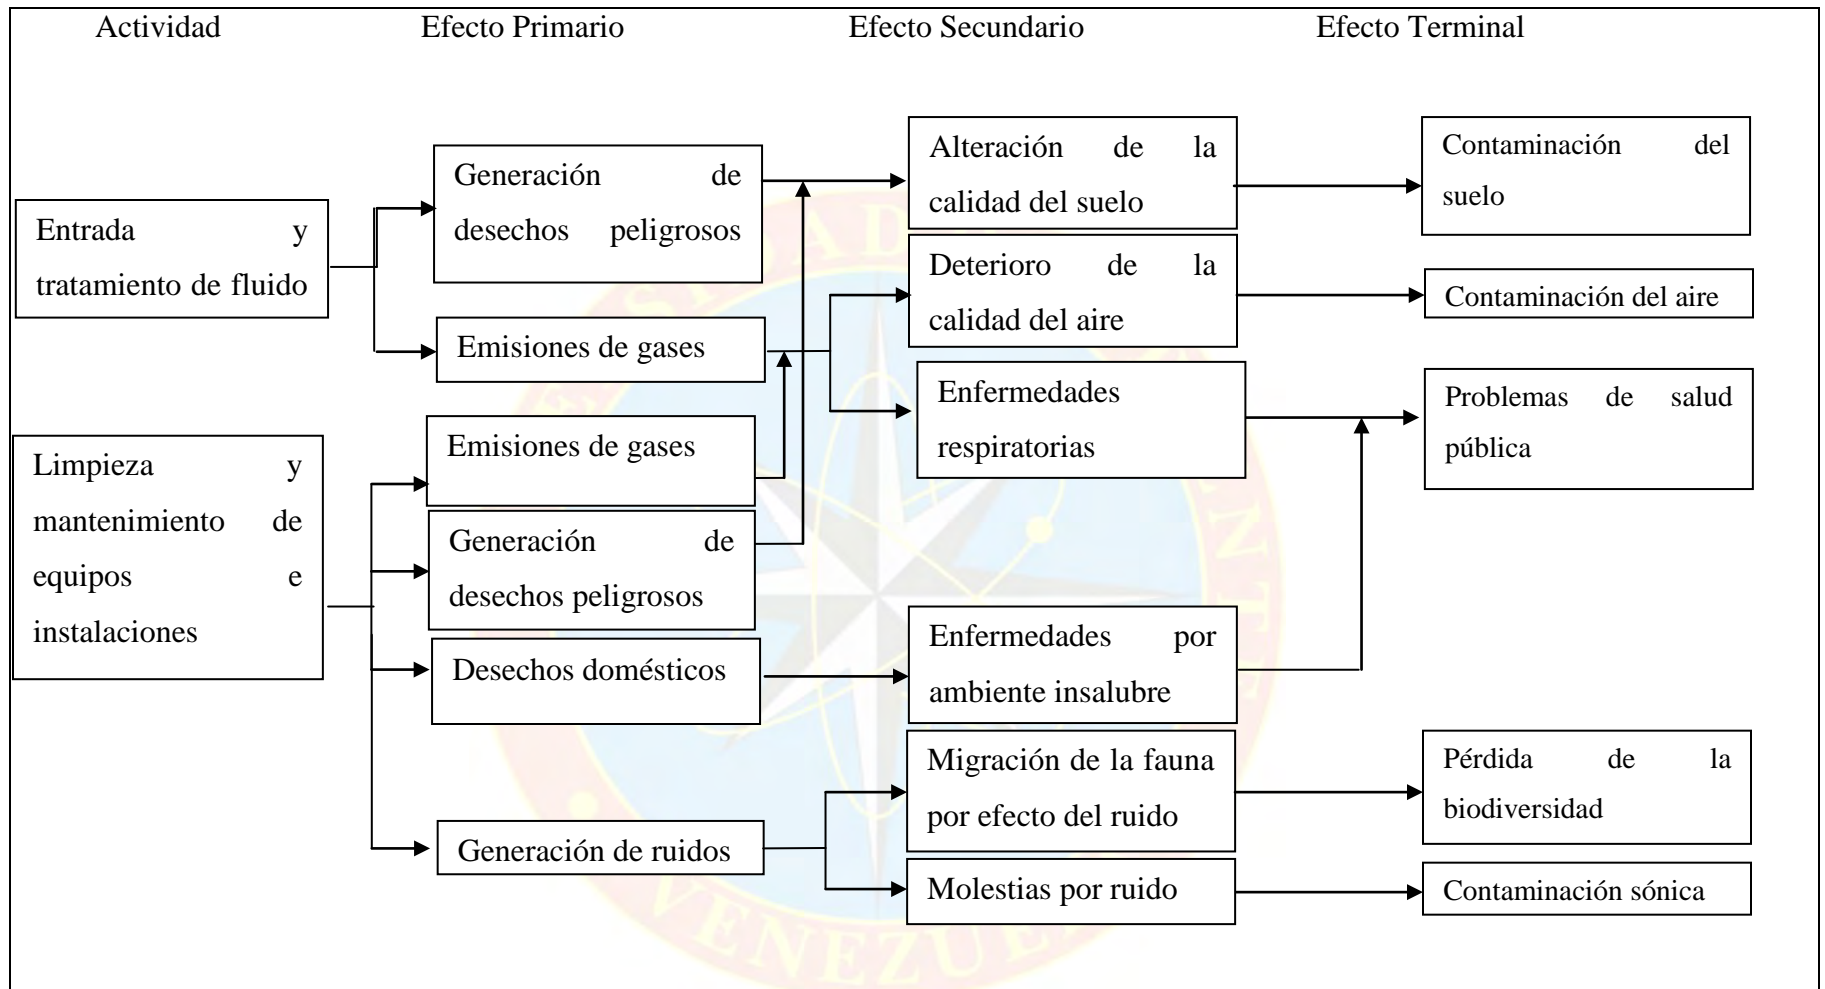 Actividad Efecto Primario Efecto Secundario Efecto Terminal
Entrada y
tratamiento de fluido
Limpieza y
mantenimiento de
equipos e
instalaciones
Generación de
desechos peligrosos
Emisiones de gases
Emisiones de gases
Generación de
desechos peligrosos
Desechos domésticos
Generación de ruidos
Alteración de la
calidad del suelo
Deterioro de la
calidad del aire
Enfermedades
respiratorias
Enfermedades por
ambiente insalubre
Migración de la fauna
por efecto del ruido
Molestias por ruido
Contaminación del
suelo
Contaminación del aire
Problemas de salud
pública
Pérdida de la
biodiversidad
Contaminación sónica